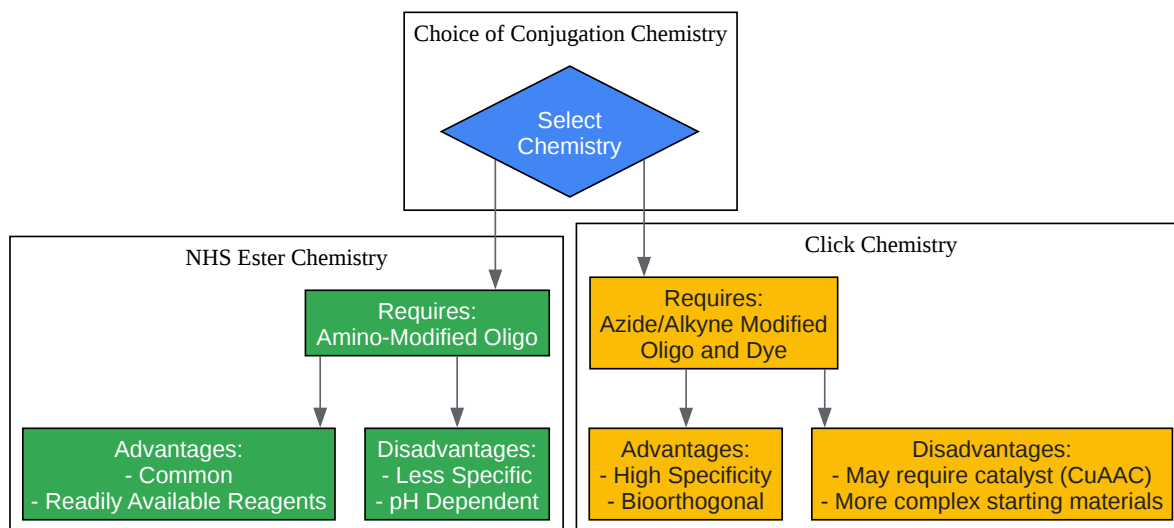 Choice of Conjugation Chemistry
Select
Chemistry
NHS Ester Chemistry
Requires:
Amino-Modified Oligo
Advantages:
- Common
- Readily Available Reagents
Disadvantages:
- Less Specific
- pH Dependent
Click Chemistry
Requires:
Azide/Alkyne Modified
Oligo and Dye
Advantages:
- High Specificity
- Bioorthogonal
Disadvantages:
- May require catalyst (CuAAC)
- More complex starting materials